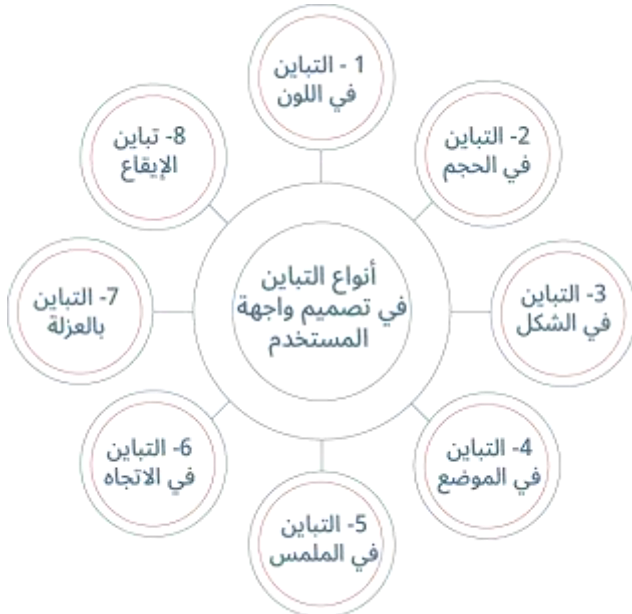 أنواع التباين
في تصميم واجهة
المستخدم
1 - التباين
في اللون
2- التباين
في الحجم
3- التباين
في الشكل
4- التباين
في الموضع
5- التباين
في الملمس
6- التباين
في الاتجاه
7- التباين
بالعزلة
8- تباين
الإيقاع